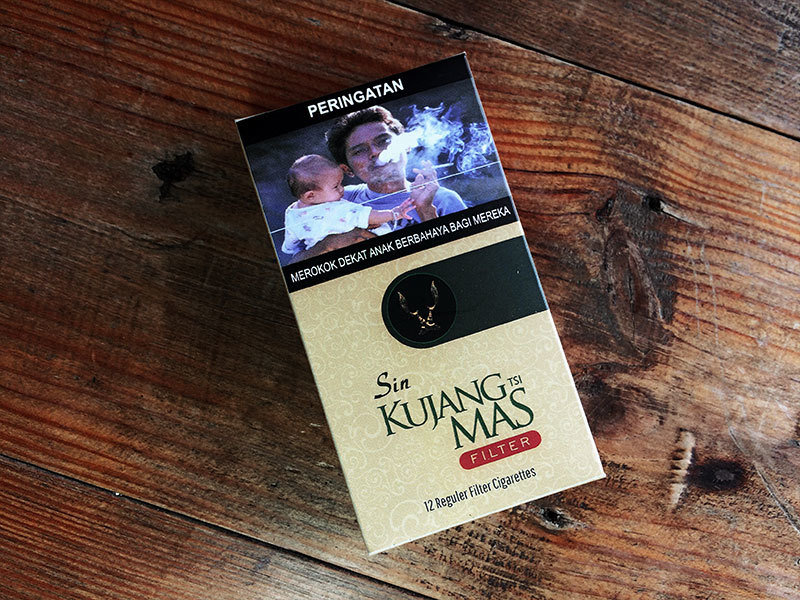 PERINGATAN
MEROKOK DEKAT ANAK BERBAHAYA BAGI MEREKA
Sin
KUJANG TSI
MAS
FILTER
12 Reguler Filter Cigarettes